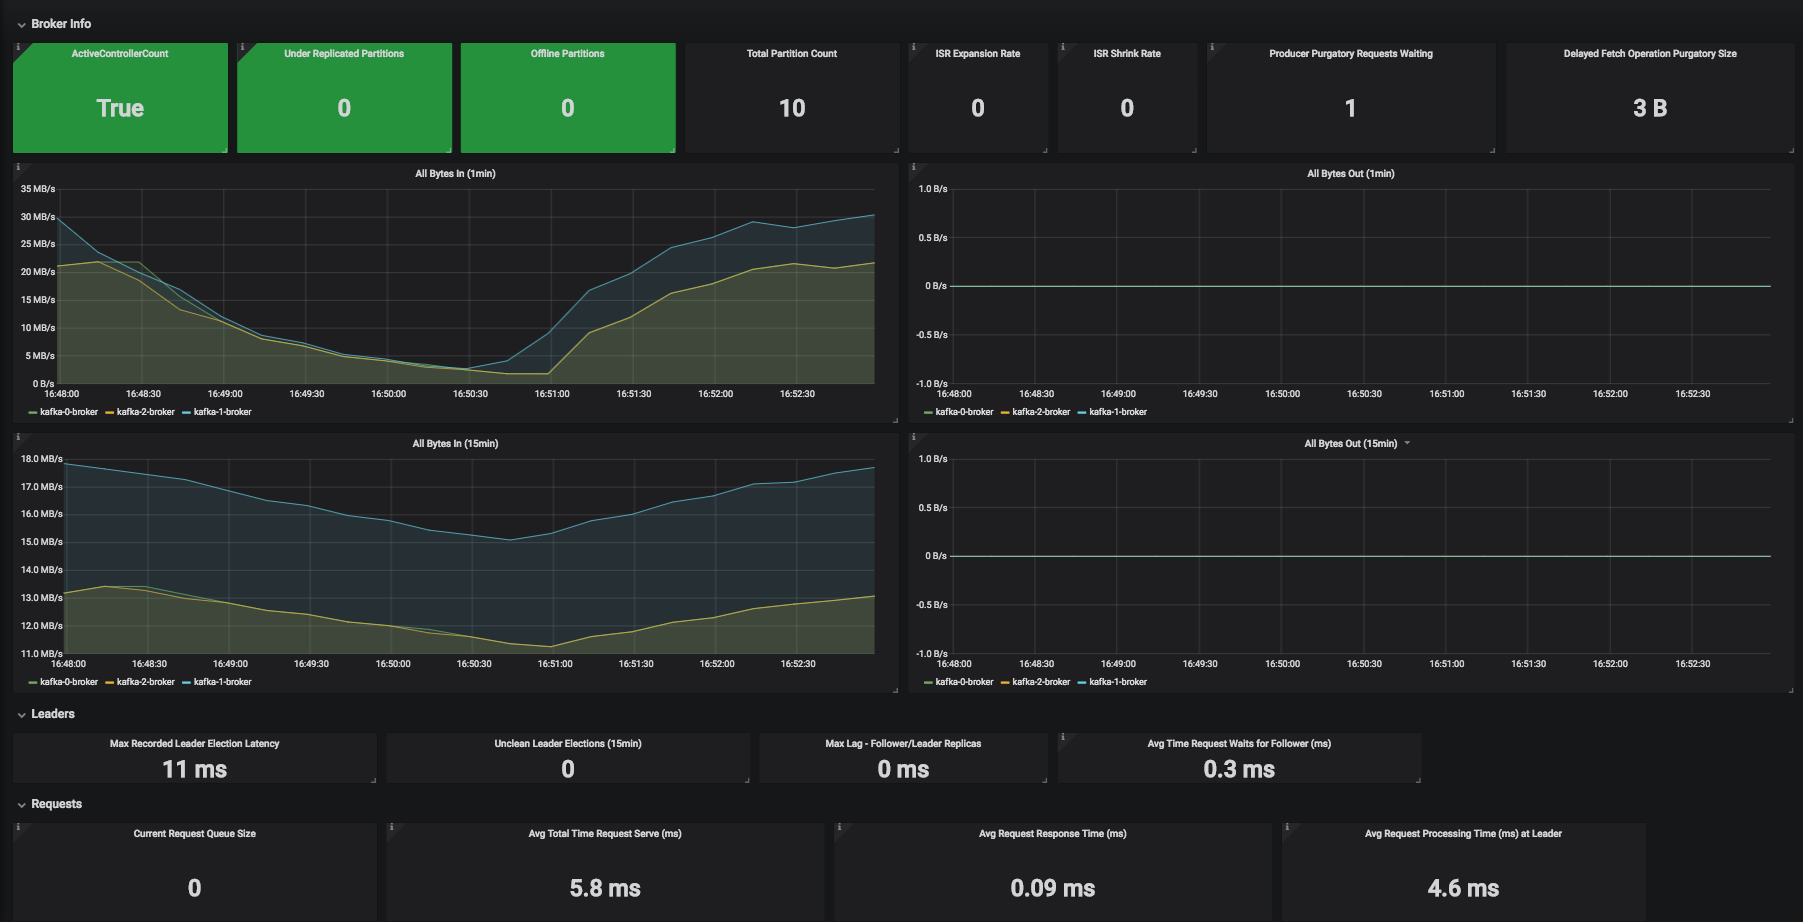 Broker Info
ActiveControllerCount
True
Under Replicated Partitions
0
Offline Partitions
0
Total Partition Count
10
ISR Expansion Rate
0
ISR Shrink Rate
0
Producer Purgatory Requests Waiting
1
Delayed Fetch Operation Purgatory Size
3 B
All Bytes In (1min)
35 MB/s
30 MB/s
25 MB/s
20 MB/s
15 MB/s
10 MB/s
5 MB/s
0 B/s
16:48:00 16:48:30 16:49:00 16:49:30 16:50:00 16:50:30 16:51:00 16:51:30 16:52:00 16:52:30
kafka-0-broker kafka-2-broker kafka-1-broker
All Bytes Out (1min)
1.0 B/s
0.5 B/s
0 B/s
-0.5 B/s
-1.0 B/s
16:48:00 16:48:30 16:49:00 16:49:30 16:50:00 16:50:30 16:51:00 16:51:30 16:52:00 16:52:30
kafka-0-broker kafka-2-broker kafka-1-broker
All Bytes In (15min)
18.0 MB/s
17.0 MB/s
16.0 MB/s
15.0 MB/s
14.0 MB/s
13.0 MB/s
12.0 MB/s
11.0 MB/s
16:48:00 16:48:30 16:49:00 16:49:30 16:50:00 16:50:30 16:51:00 16:51:30 16:52:00 16:52:30
kafka-0-broker kafka-2-broker kafka-1-broker
All Bytes Out (15min)
1.0 B/s
0.5 B/s
0 B/s
-0.5 B/s
-1.0 B/s
16:48:00 16:48:30 16:49:00 16:49:30 16:50:00 16:50:30 16:51:00 16:51:30 16:52:00 16:52:30
kafka-0-broker kafka-2-broker kafka-1-broker
Leaders
Max Recorded Leader Election Latency
11 ms
Unclean Leader Elections (15min)
0
Max Lag - Follower/Leader Replicas
0 ms
Avg Time Request Waits for Follower (ms)
0.3 ms
Requests
Current Request Queue Size
0
Avg Total Time Request Serve (ms)
5.8 ms
Avg Request Response Time (ms)
0.09 ms
Avg Request Processing Time (ms) at Leader
4.6 ms